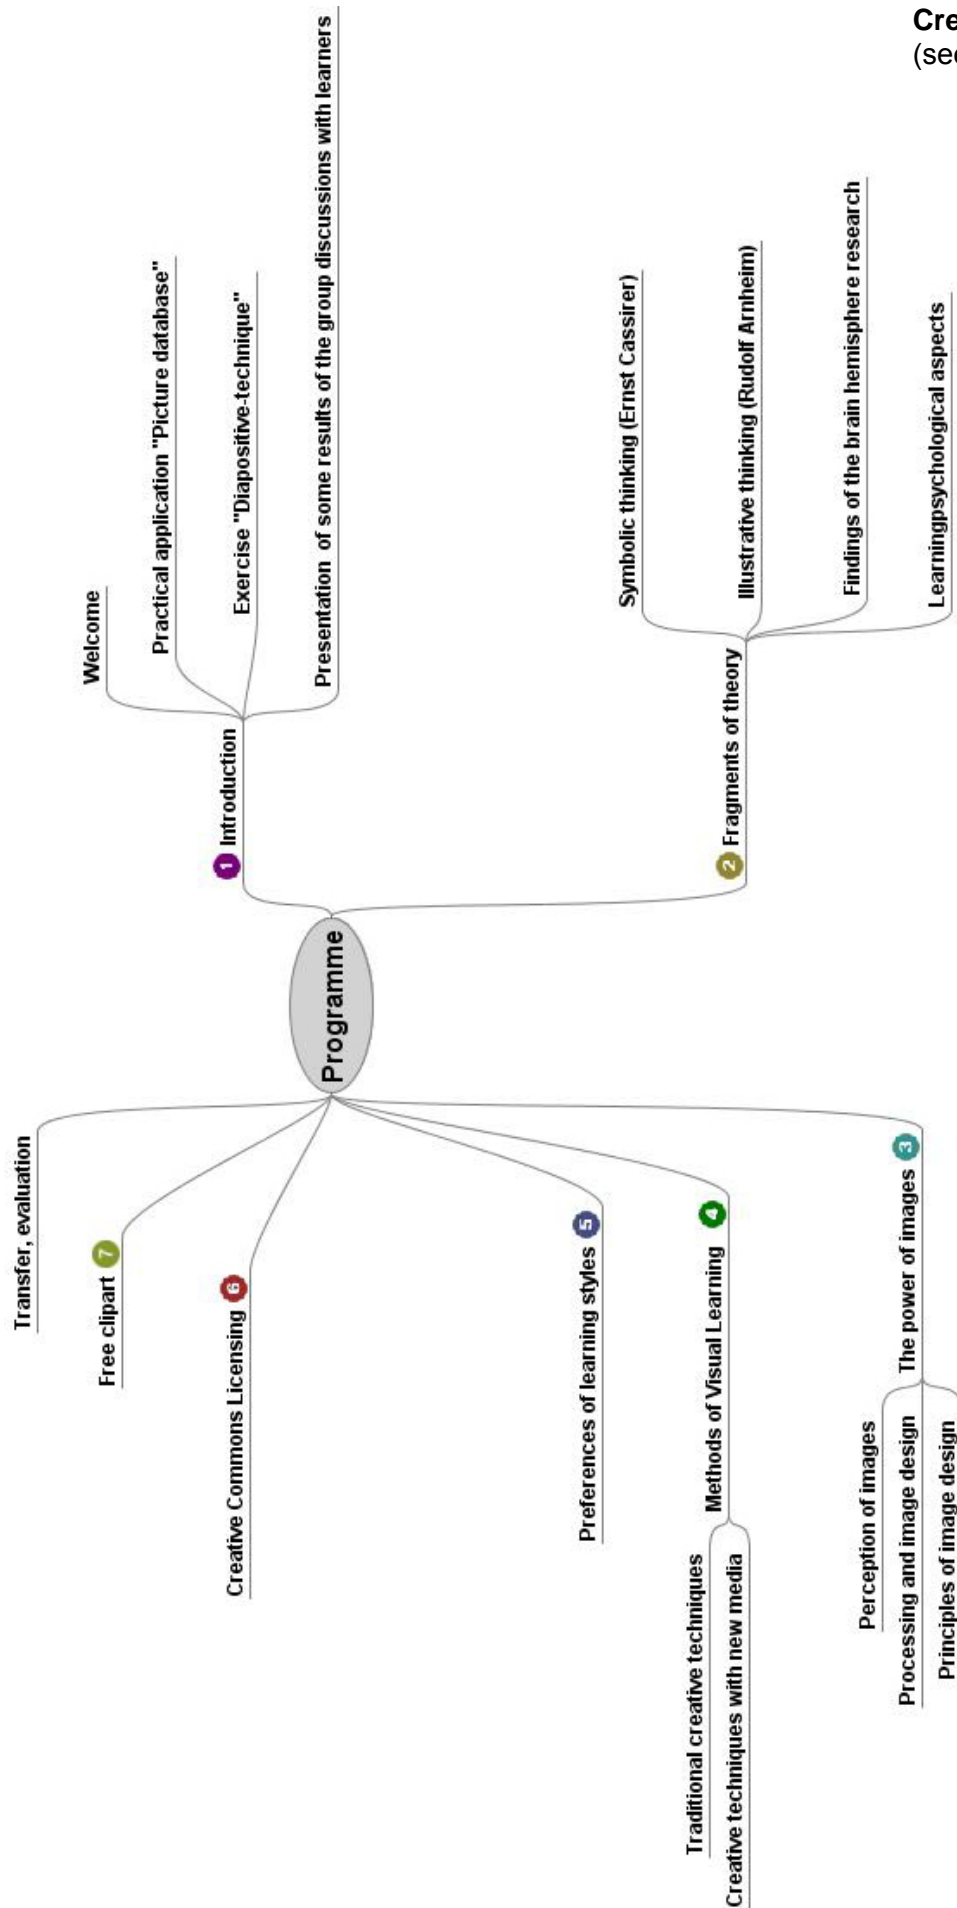 Cre
(see
Programme
1 Introduction
Welcome
Practical application "Picture database"
Exercise "Diapositive-technique"
Presentation of some results of the group discussions with learners
2 Fragments of theory
Symbolic thinking (Ernst Cassirer)
Illustrative thinking (Rudolf Arnheim)
Findings of the brain hemisphere research
Learningpsychological aspects
The power of images 3
Perception of images
Processing and image design
Principles of image design
Methods of Visual Learning 4
Traditional creative techniques
Creative techniques with new media
Preferences of learning styles 5
Creative Commons Licensing 6
Free clipart 7
Transfer, evaluation